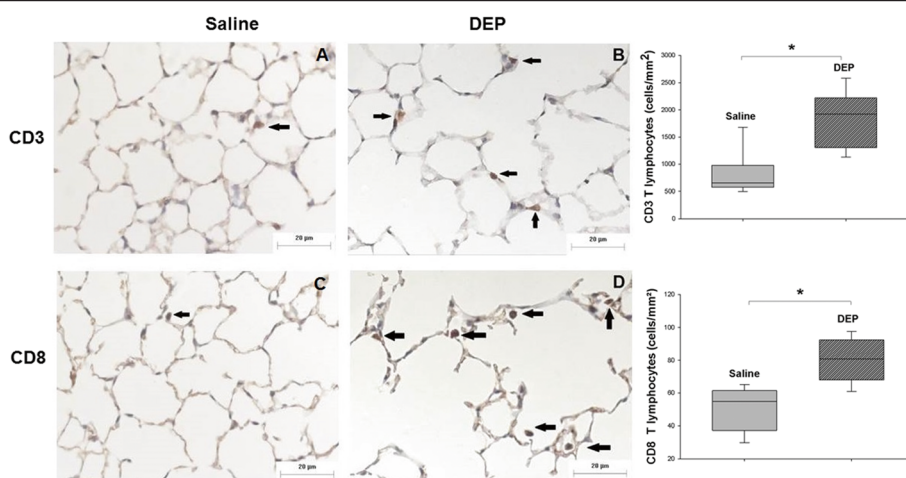 Saline
DEP
CD3
A
20 µm
B
20 µm
CD3 T lymphocytes (cells/mm²)
3000
2500
2000
1500
1000
500
0
Saline
DEP
*
CD8
C
20 µm
D
20 µm
CD8 T lymphocytes (cells/mm²)
120
100
80
60
40
20
Saline
DEP
*